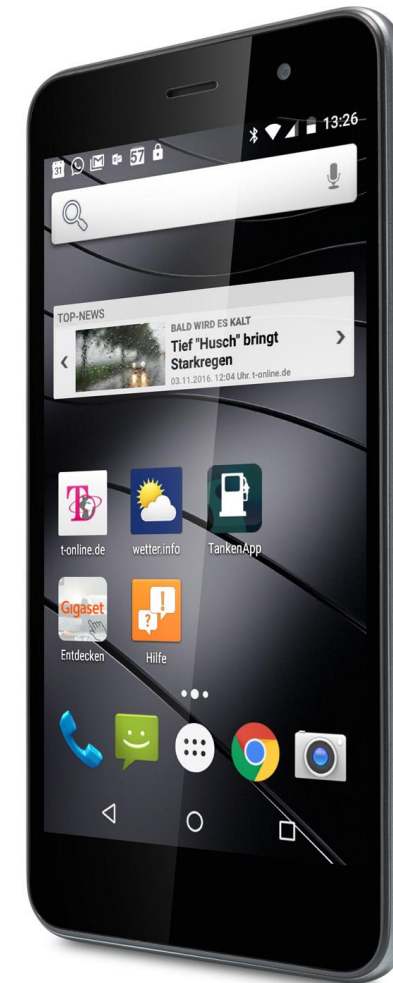 31
57
13:26
TOP-NEWS
BALD WIRD ES KALT
Tief "Husch" bringt
Starkregen
03.11.2016. 12:04 Uhr. t-online.de
T
t-online.de
wetter.info
TankenApp
Gigaset
Entdecken
?
!
Hilfe